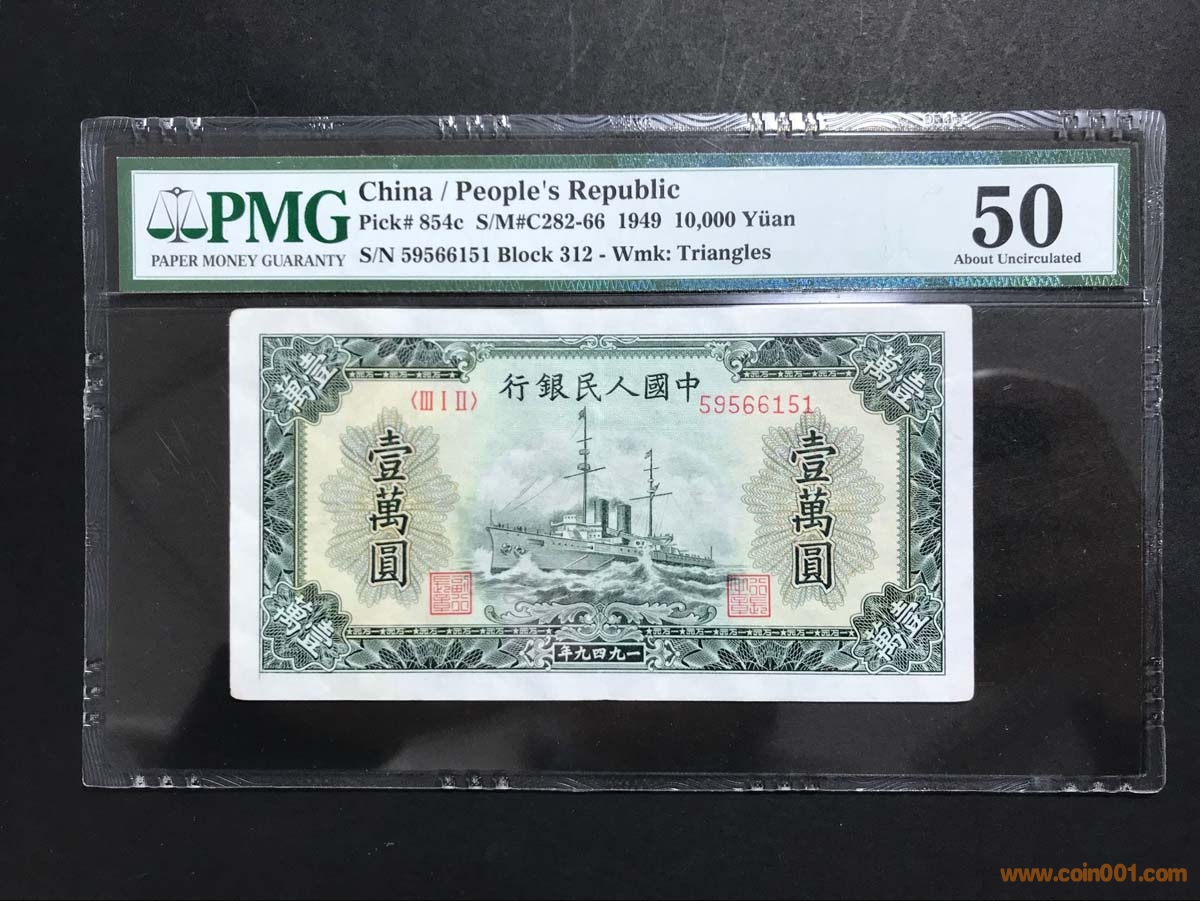 PMG
PAPER MONEY GUARANTY
China / People's Republic
Pick# 854c S/M#C282-66 1949 10,000 Yüan
S/N 59566151 Block 312 - Wmk: Triangles
50
About Uncirculated
壹萬
壹萬
行銀民人國中
〈III I II〉
59566151
壹萬圓
壹萬圓
壹萬
壹萬
年九四九一
www.coin001.com